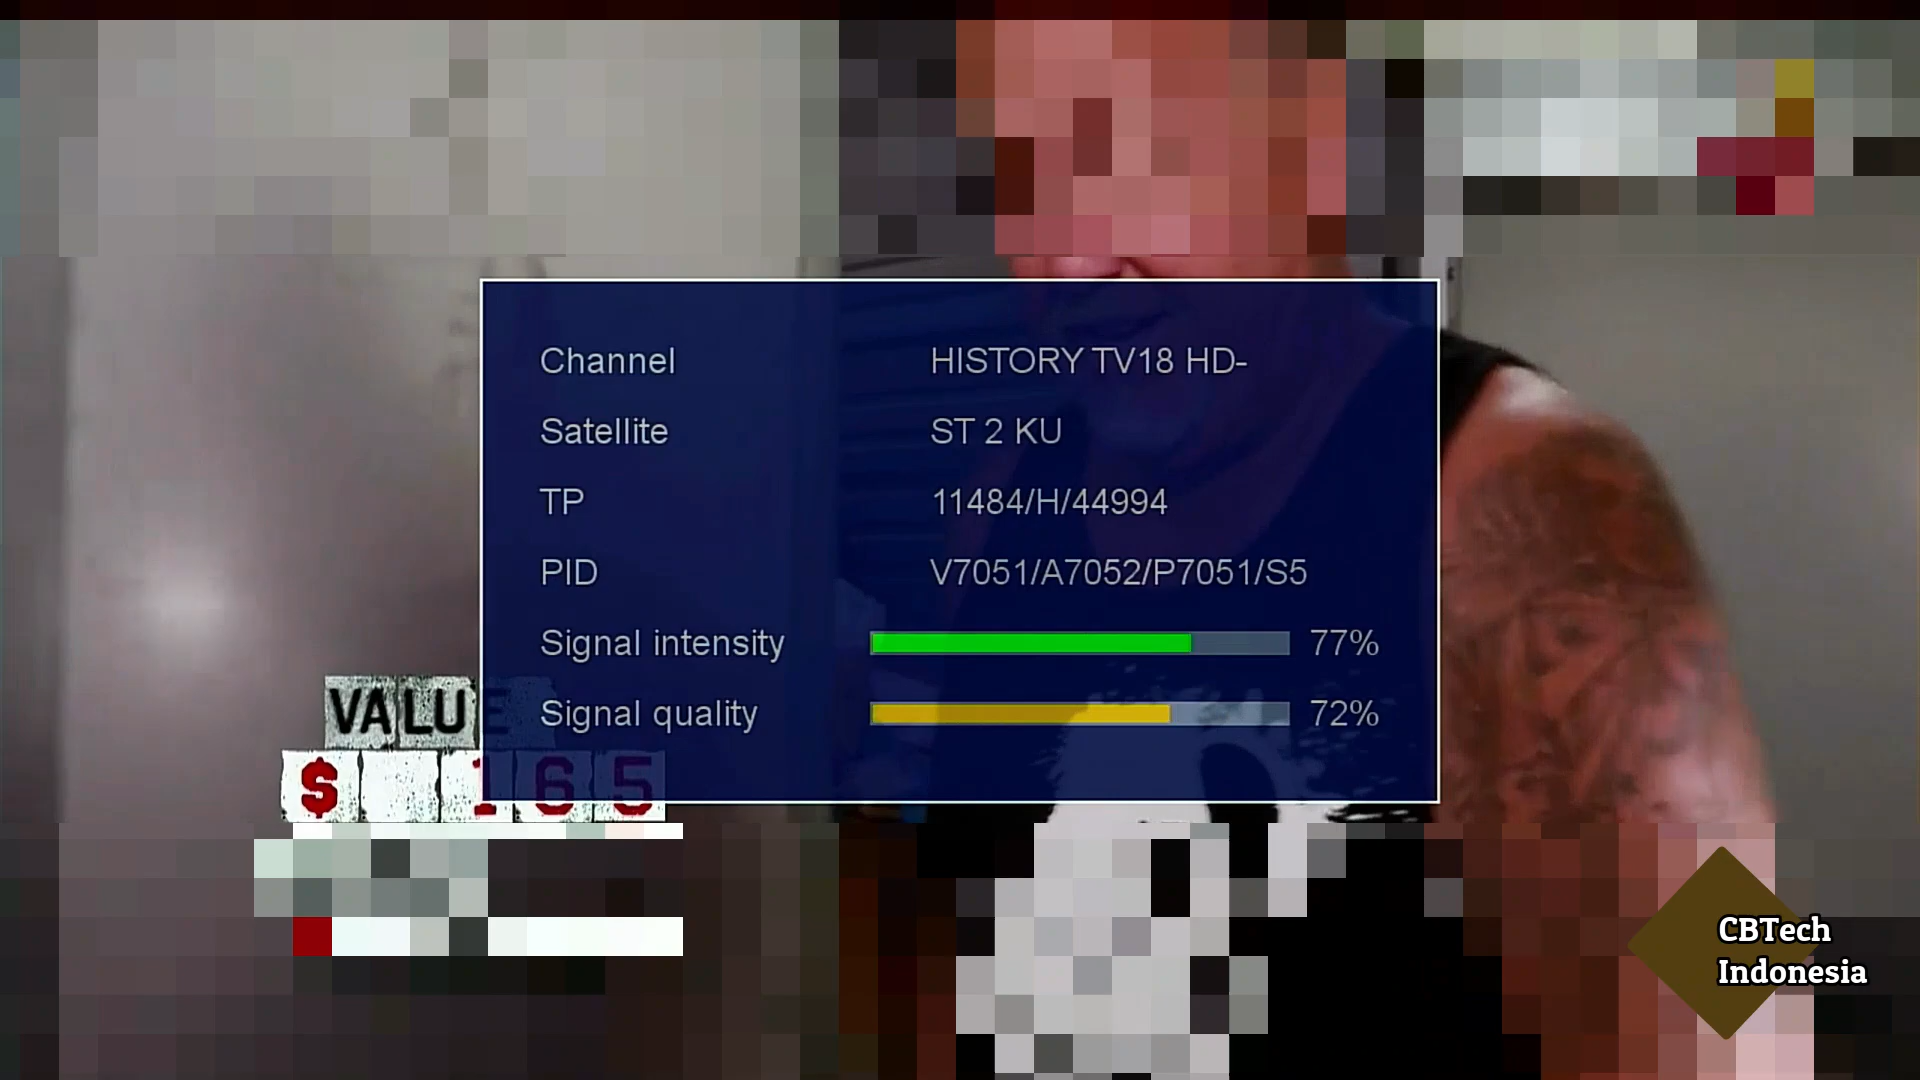 Channel HISTORY TV18 HD-
Satellite ST 2 KU
TP 11484/H/44994
PID V7051/A7052/P7051/S5
Signal intensity 77%
Signal quality 72%
VALUE
$ 165
CBTech
Indonesia